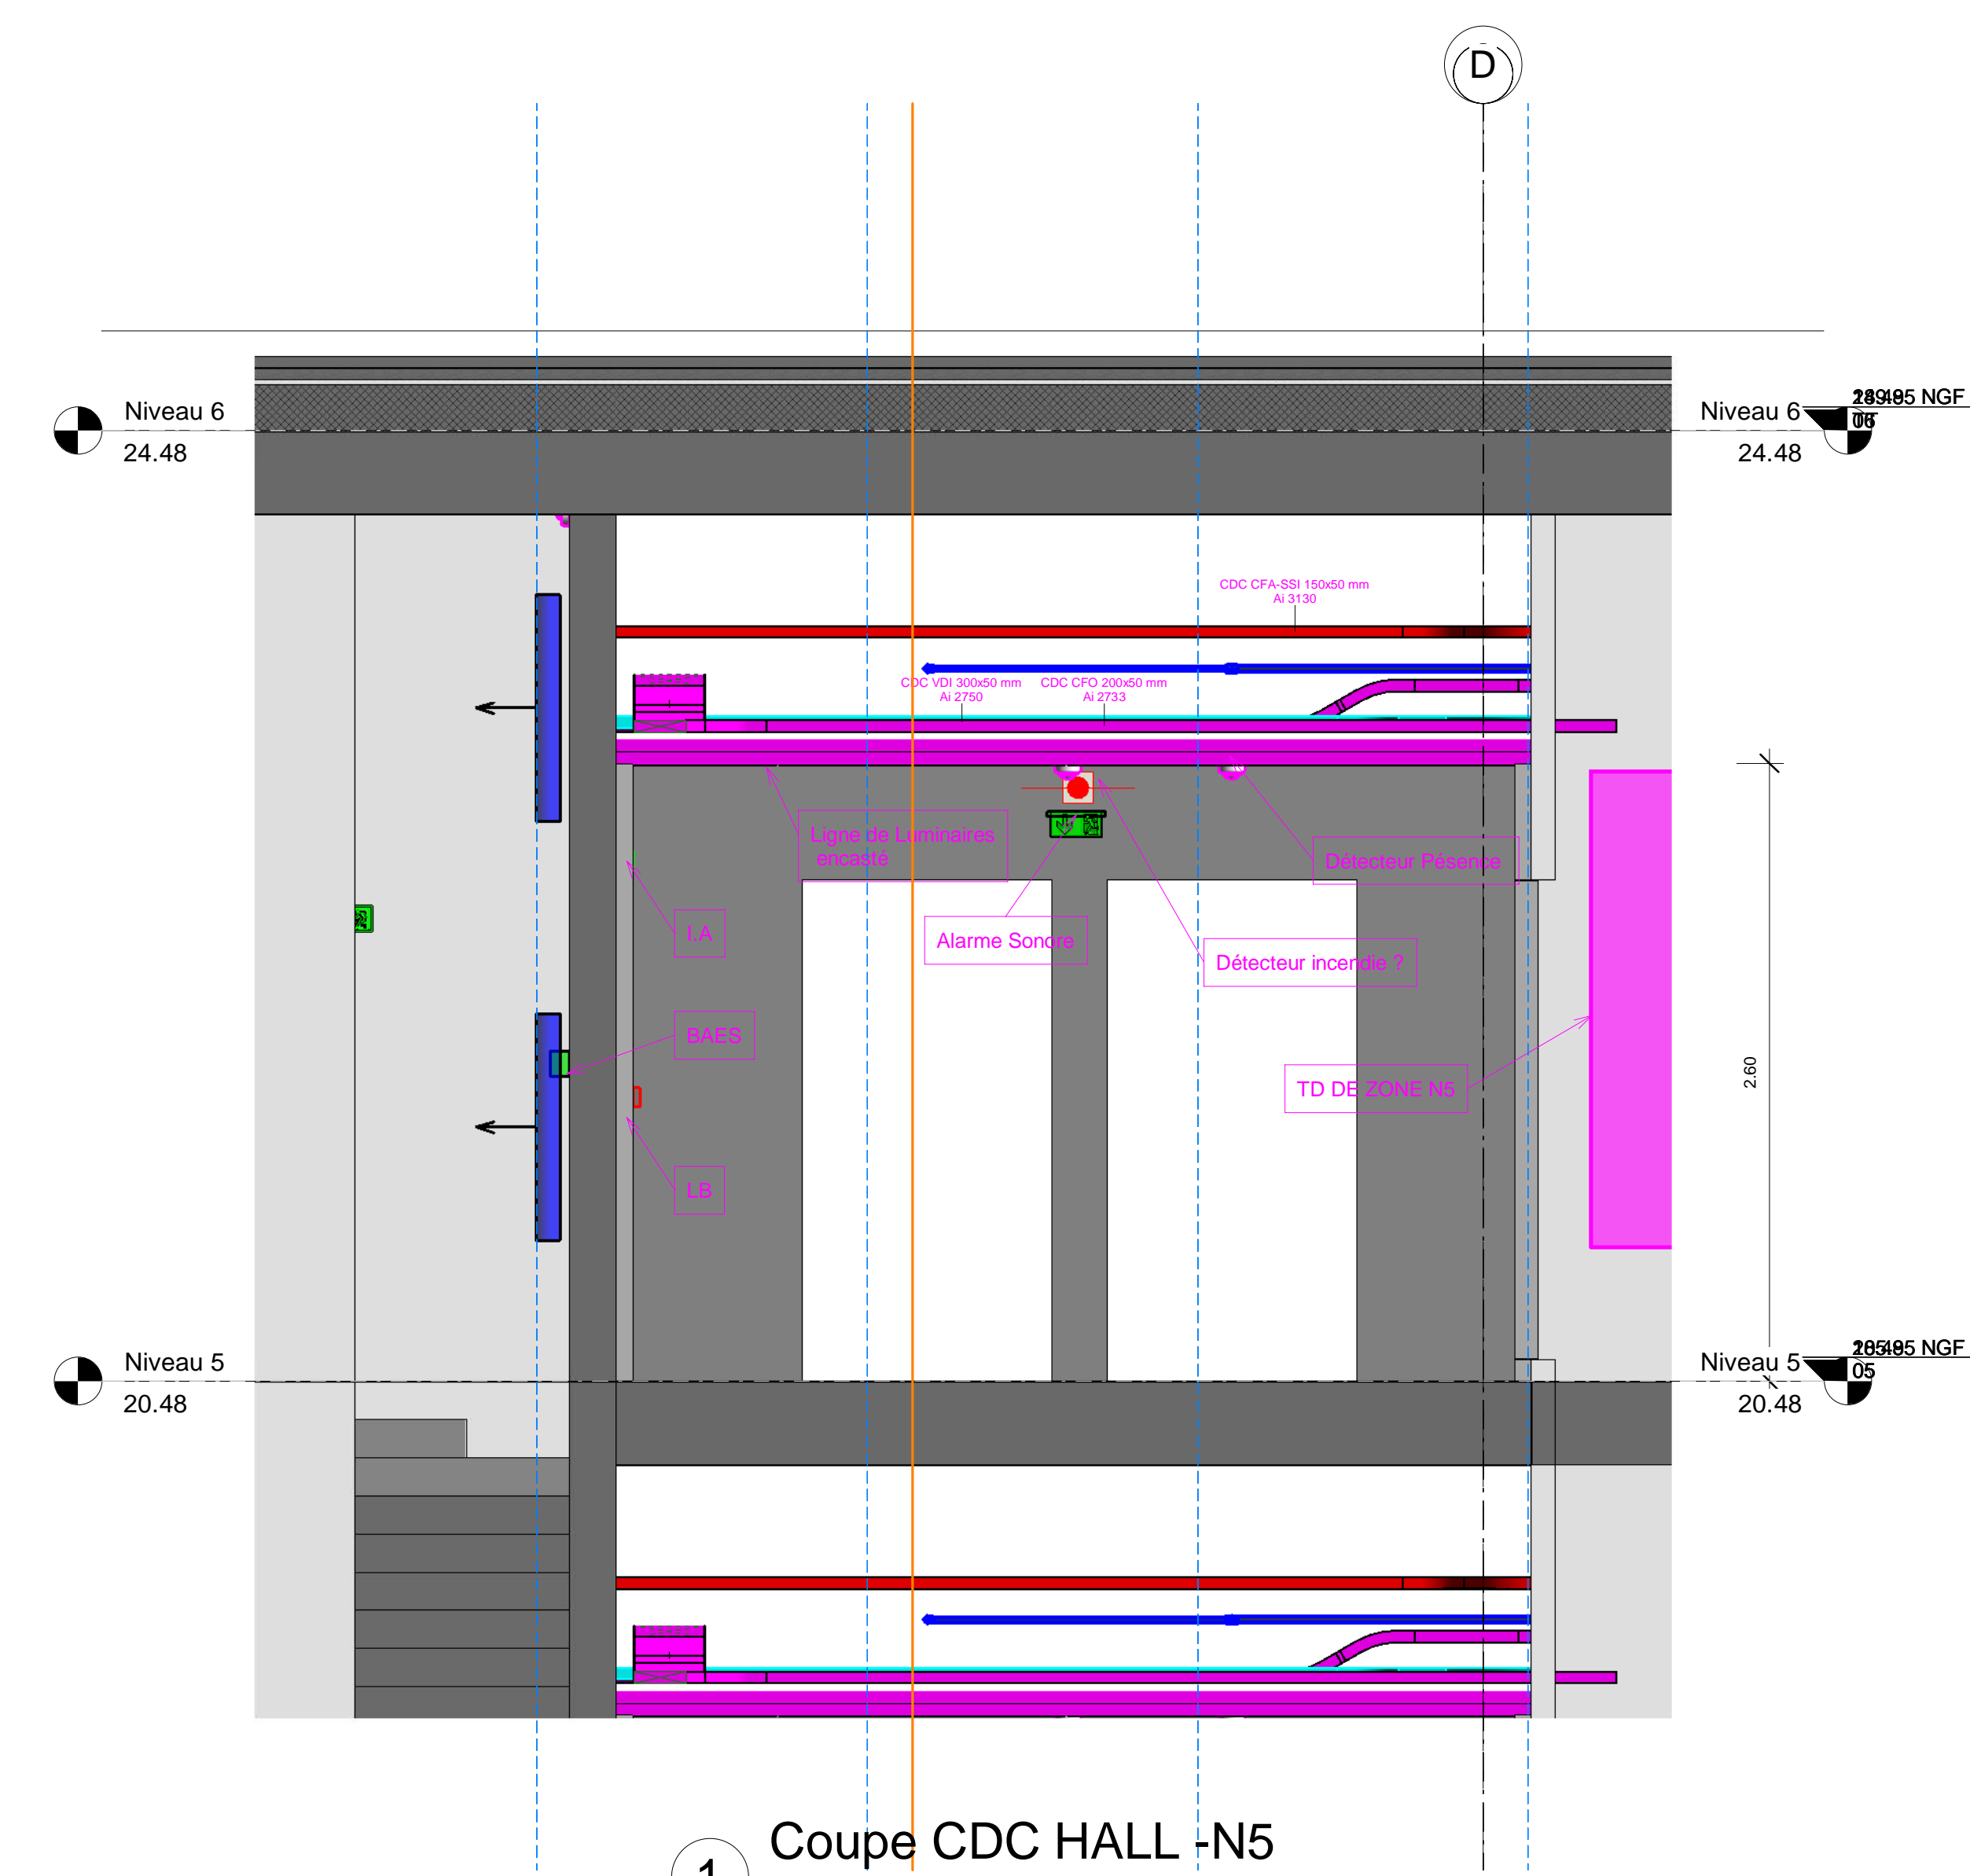 D
Niveau 6
24.48
Niveau 6
24.48
NGF
CDC CFA-SSI 150x50 mm
Ai 3130
CDC VDI 300x50 mm
Ai 2750
CDC CFO 200x50 mm
Ai 2733
Ligne de Luminaires
encasté
Détecteur Pésence
I.A
Alarme Sonore
Détecteur incendie ?
BAES
TD DE ZONE N5
2.60
LB
Niveau 5
20.48
Niveau 5
20.48
NGF
05
Coupe CDC HALL -N5
1